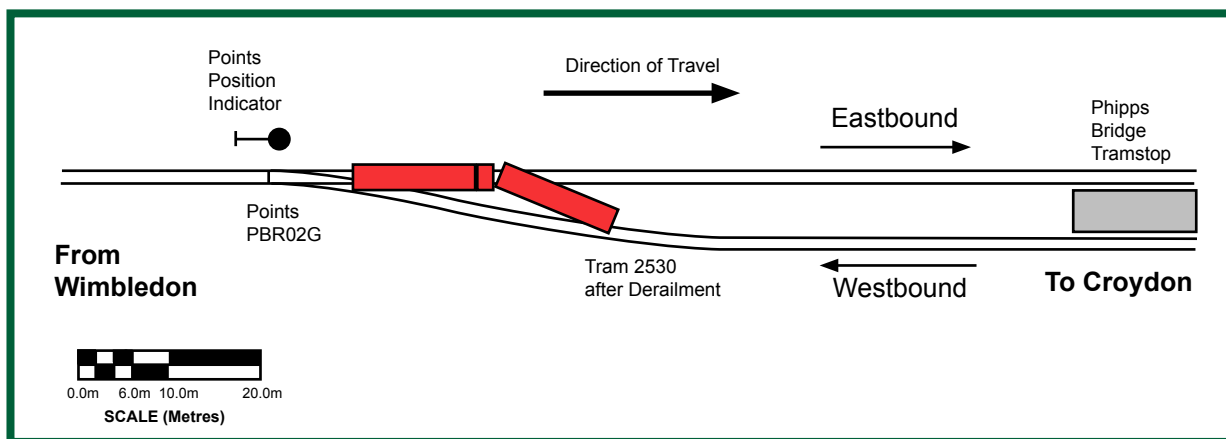 Points
Position
Indicator
Direction of Travel
Eastbound
Phipps
Bridge
Tramstop
Points
PBR02G
From
Wimbledon
Tram 2530
after Derailment
Westbound
To Croydon
0.0m 6.0m 10.0m 20.0m
SCALE (Metres)